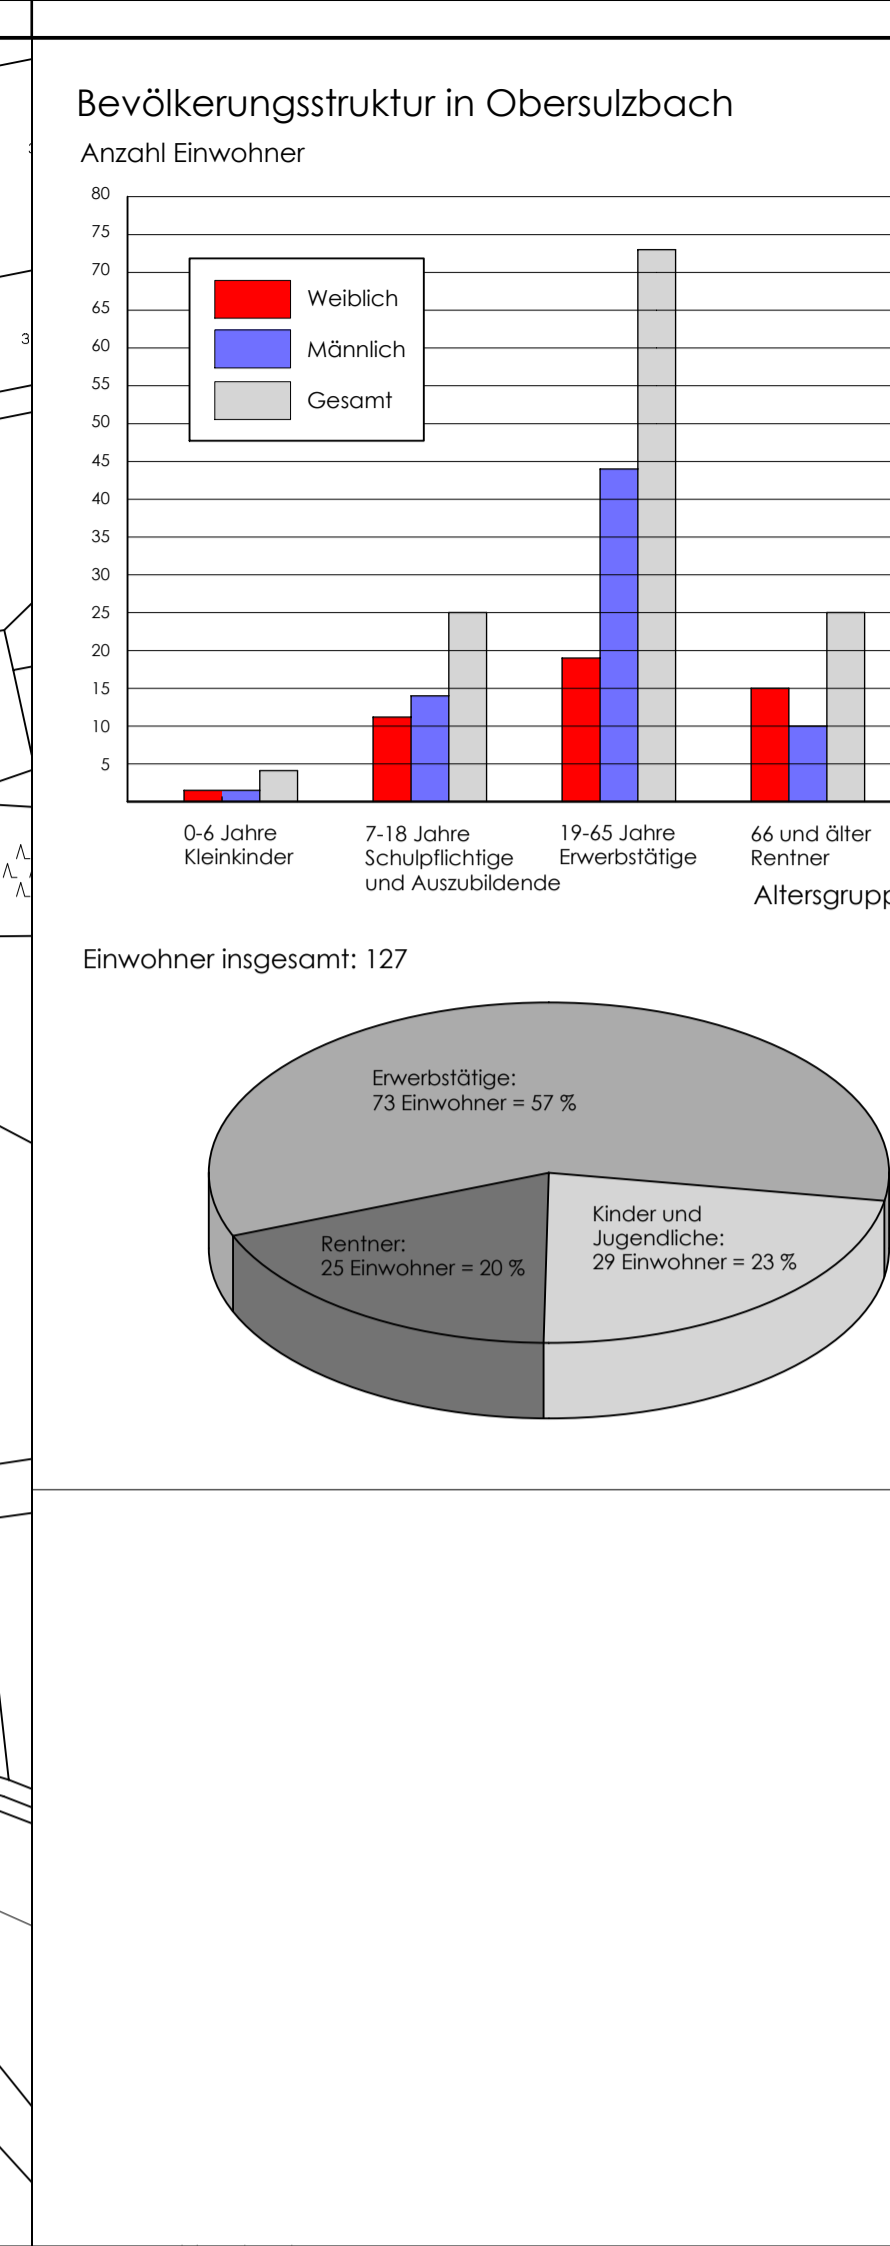 Bevölkerungsstruktur in Obersulzbach
Anzahl Einwohner
80
75
70
65
60
55
50
45
40
35
30
25
20
15
10
5
Weiblich
Männlich
Gesamt
0-6 Jahre
Kleinkinder
7-18 Jahre
Schulpflichtige
und Auszubildende
19-65 Jahre
Erwerbstätige
66 und älter
Rentner
Altersgrupp
Einwohner insgesamt: 127
Erwerbstätige:
73 Einwohner = 57 %
Kinder und
Jugendliche:
29 Einwohner = 23 %
Rentner:
25 Einwohner = 20 %
3